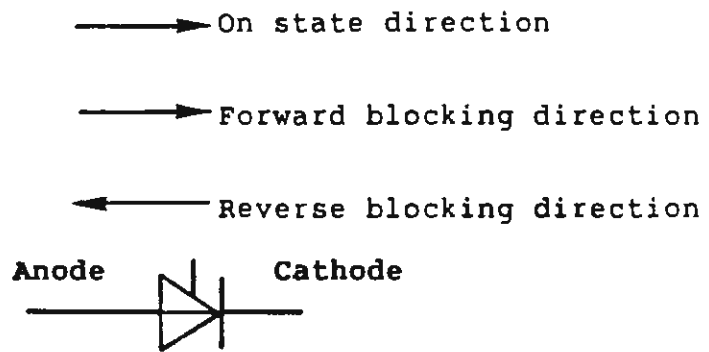 On state direction
Forward blocking direction
Reverse blocking direction
Anode Cathode